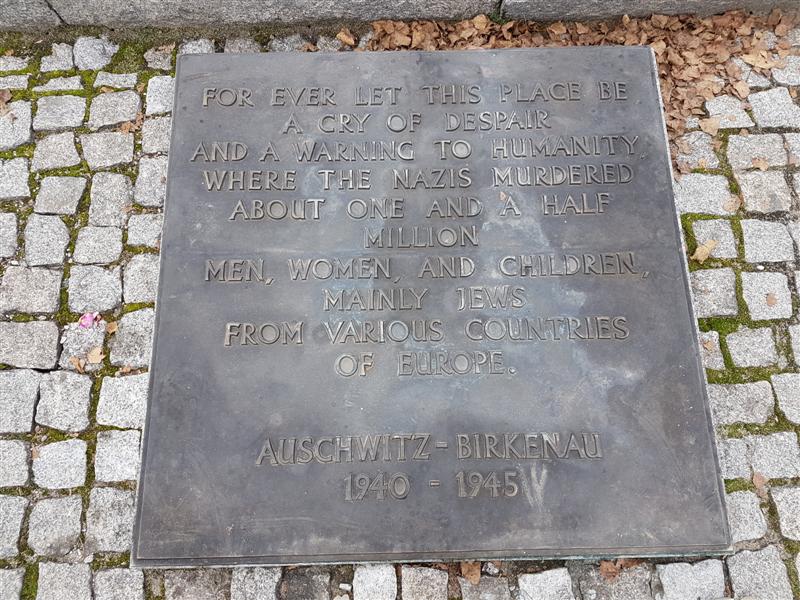 FOR EVER LET THIS PLACE BE
A CRY OF DESPAIR
AND A WARNING TO HUMANITY,
WHERE THE NAZIS MURDERED
ABOUT ONE AND A HALF
MILLION
MEN, WOMEN, AND CHILDREN,
MAINLY JEWS
FROM VARIOUS COUNTRIES
OF EUROPE.
AUSCHWITZ - BIRKENAU
1940 - 1945